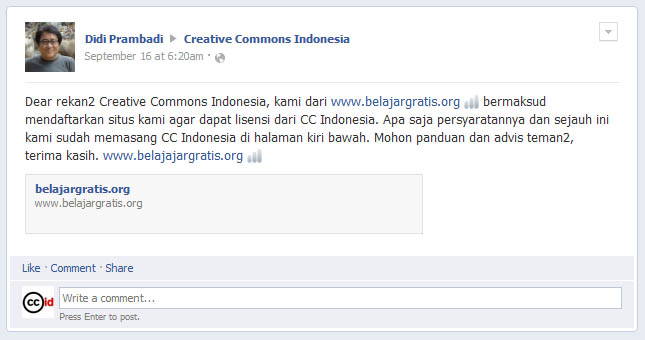 Didi Prambadi ▶ Creative Commons Indonesia
September 16 at 6:20am ·
Dear rekan2 Creative Commons Indonesia, kami dari www.belajargratis.org bermaksud
mendaftarkan situs kami agar dapat lisensi dari CC Indonesia. Apa saja persyaratannya dan sejauh ini
kami sudah memasang CC Indonesia di halaman kiri bawah. Mohon panduan dan advis teman2,
terima kasih. www.belajajargratis.org
belajargratis.org
www.belajargratis.org
Like · Comment · Share
cc id
Write a comment...
Press Enter to post.